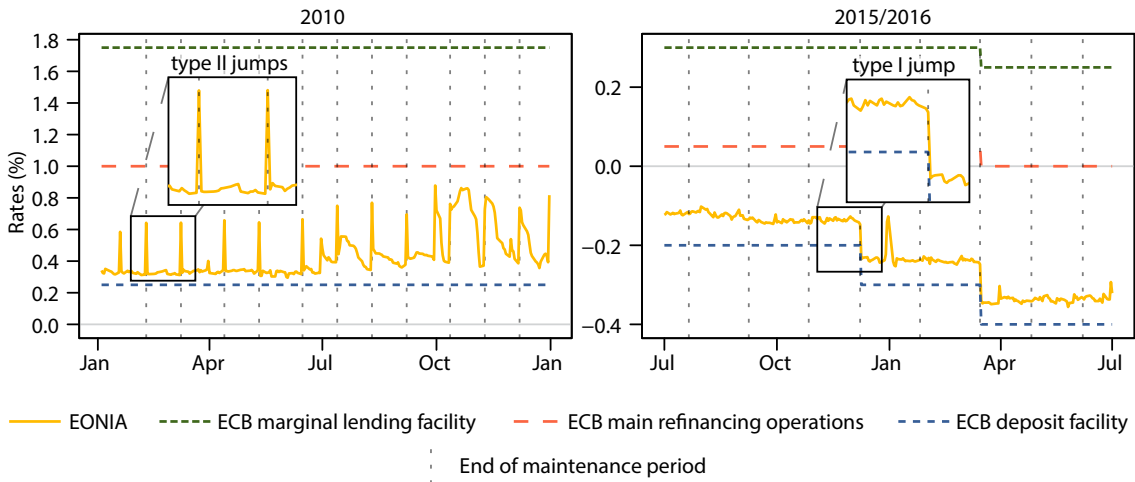 2010
2015/2016
Rates (%)
1.8
1.6
1.4
1.2
1.0
0.8
0.6
0.4
0.2
0.0
type II jumps
Jan
Apr
Jul
Oct
Jan
0.2
0.0
−0.2
−0.4
type I jump
Jul
Oct
Jan
Apr
Jul
EONIA
ECB marginal lending facility
ECB main refinancing operations
ECB deposit facility
End of maintenance period